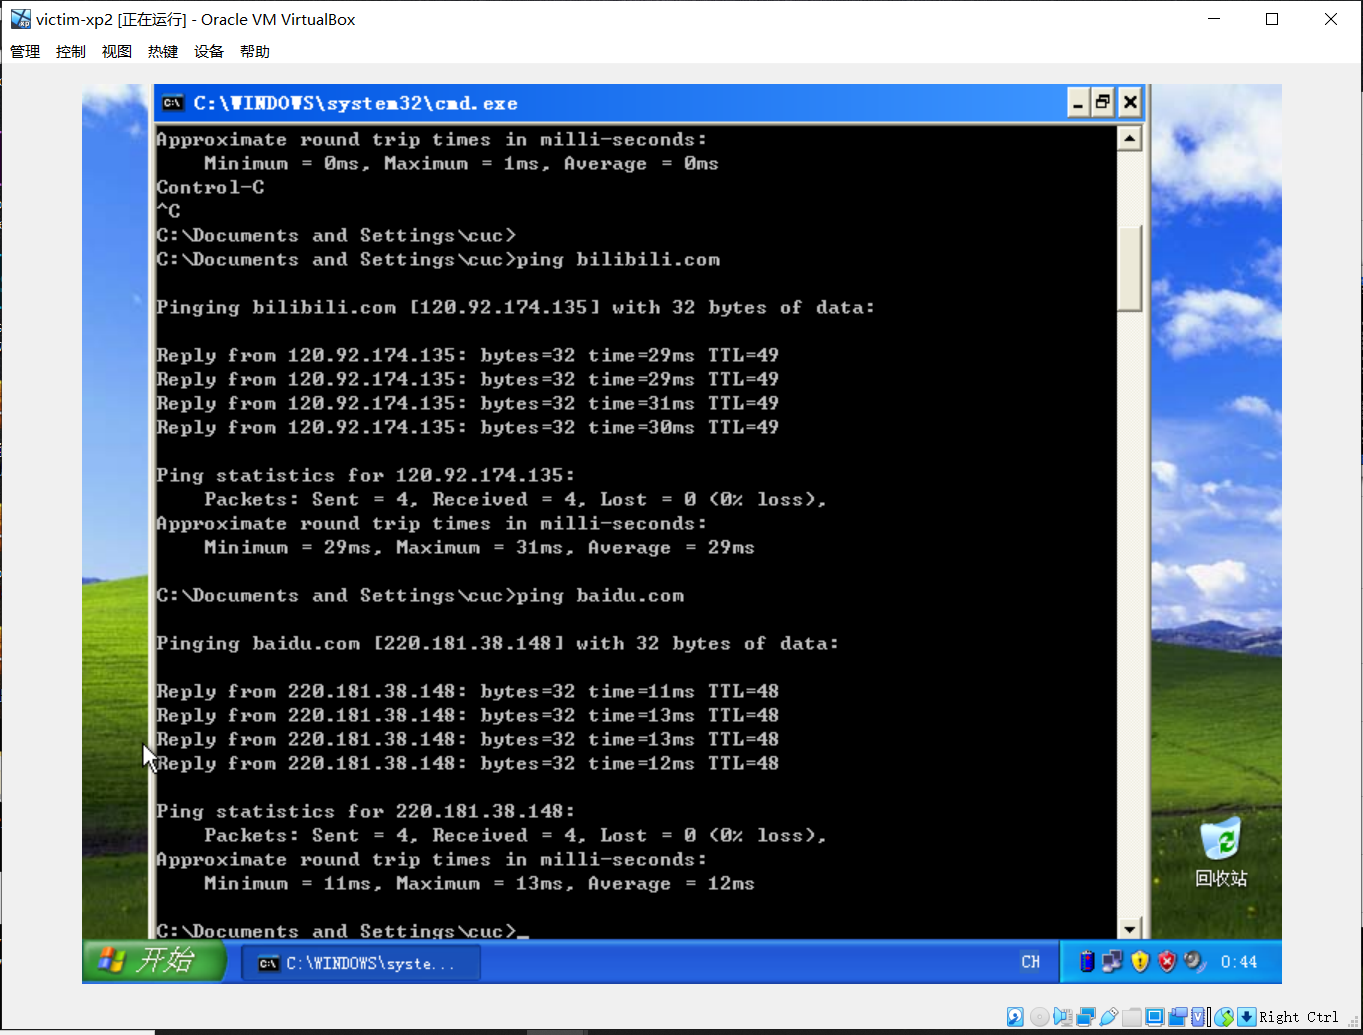 victim-xp2 [正在运行] - Oracle VM VirtualBox
管理 控制 视图 热键 设备 帮助
C:\WINDOWS\system32\cmd.exe
Approximate round trip times in milli-seconds:
    Minimum = 0ms, Maximum = 1ms, Average = 0ms
Control-C
^C
C:\Documents and Settings\cuc>
C:\Documents and Settings\cuc>ping bilibili.com
Pinging bilibili.com [120.92.174.135] with 32 bytes of data:
Reply from 120.92.174.135: bytes=32 time=29ms TTL=49
Reply from 120.92.174.135: bytes=32 time=29ms TTL=49
Reply from 120.92.174.135: bytes=32 time=31ms TTL=49
Reply from 120.92.174.135: bytes=32 time=30ms TTL=49
Ping statistics for 120.92.174.135:
    Packets: Sent = 4, Received = 4, Lost = 0 (0% loss),
Approximate round trip times in milli-seconds:
    Minimum = 29ms, Maximum = 31ms, Average = 29ms
C:\Documents and Settings\cuc>ping baidu.com
Pinging baidu.com [220.181.38.148] with 32 bytes of data:
Reply from 220.181.38.148: bytes=32 time=11ms TTL=48
Reply from 220.181.38.148: bytes=32 time=13ms TTL=48
Reply from 220.181.38.148: bytes=32 time=13ms TTL=48
Reply from 220.181.38.148: bytes=32 time=12ms TTL=48
Ping statistics for 220.181.38.148:
    Packets: Sent = 4, Received = 4, Lost = 0 (0% loss),
Approximate round trip times in milli-seconds:
    Minimum = 11ms, Maximum = 13ms, Average = 12ms
C:\Documents and Settings\cuc>_
回收站
开始 C:\WINDOWS\syste... CH 0:44
Right Ctrl